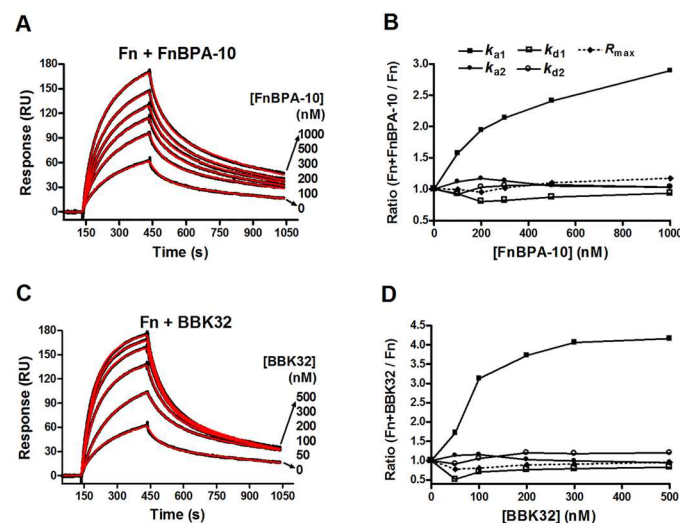 A
Fn + FnBPA-10
[FnBPA-10]
(nM)
1000
500
300
200
100
0
Response (RU)
180
150
120
90
60
30
0
150 300 450 600 750 900 1050
Time (s)
B
ka1 kd1 Rmax
ka2 kd2
Ratio (Fn+FnBPA-10 / Fn)
3.0
2.5
2.0
1.5
1.0
0.5
0 200 400 600 800 1000
[FnBPA-10] (nM)
C
Fn + BBK32
[BBK32]
(nM)
500
300
200
100
50
0
Response (RU)
180
150
120
90
60
30
0
150 300 450 600 750 900 1050
Time (s)
D
Ratio (Fn+BBK32 / Fn)
4.5
4.0
3.5
3.0
2.5
2.0
1.5
1.0
0.5
0 100 200 300 400 500
[BBK32] (nM)